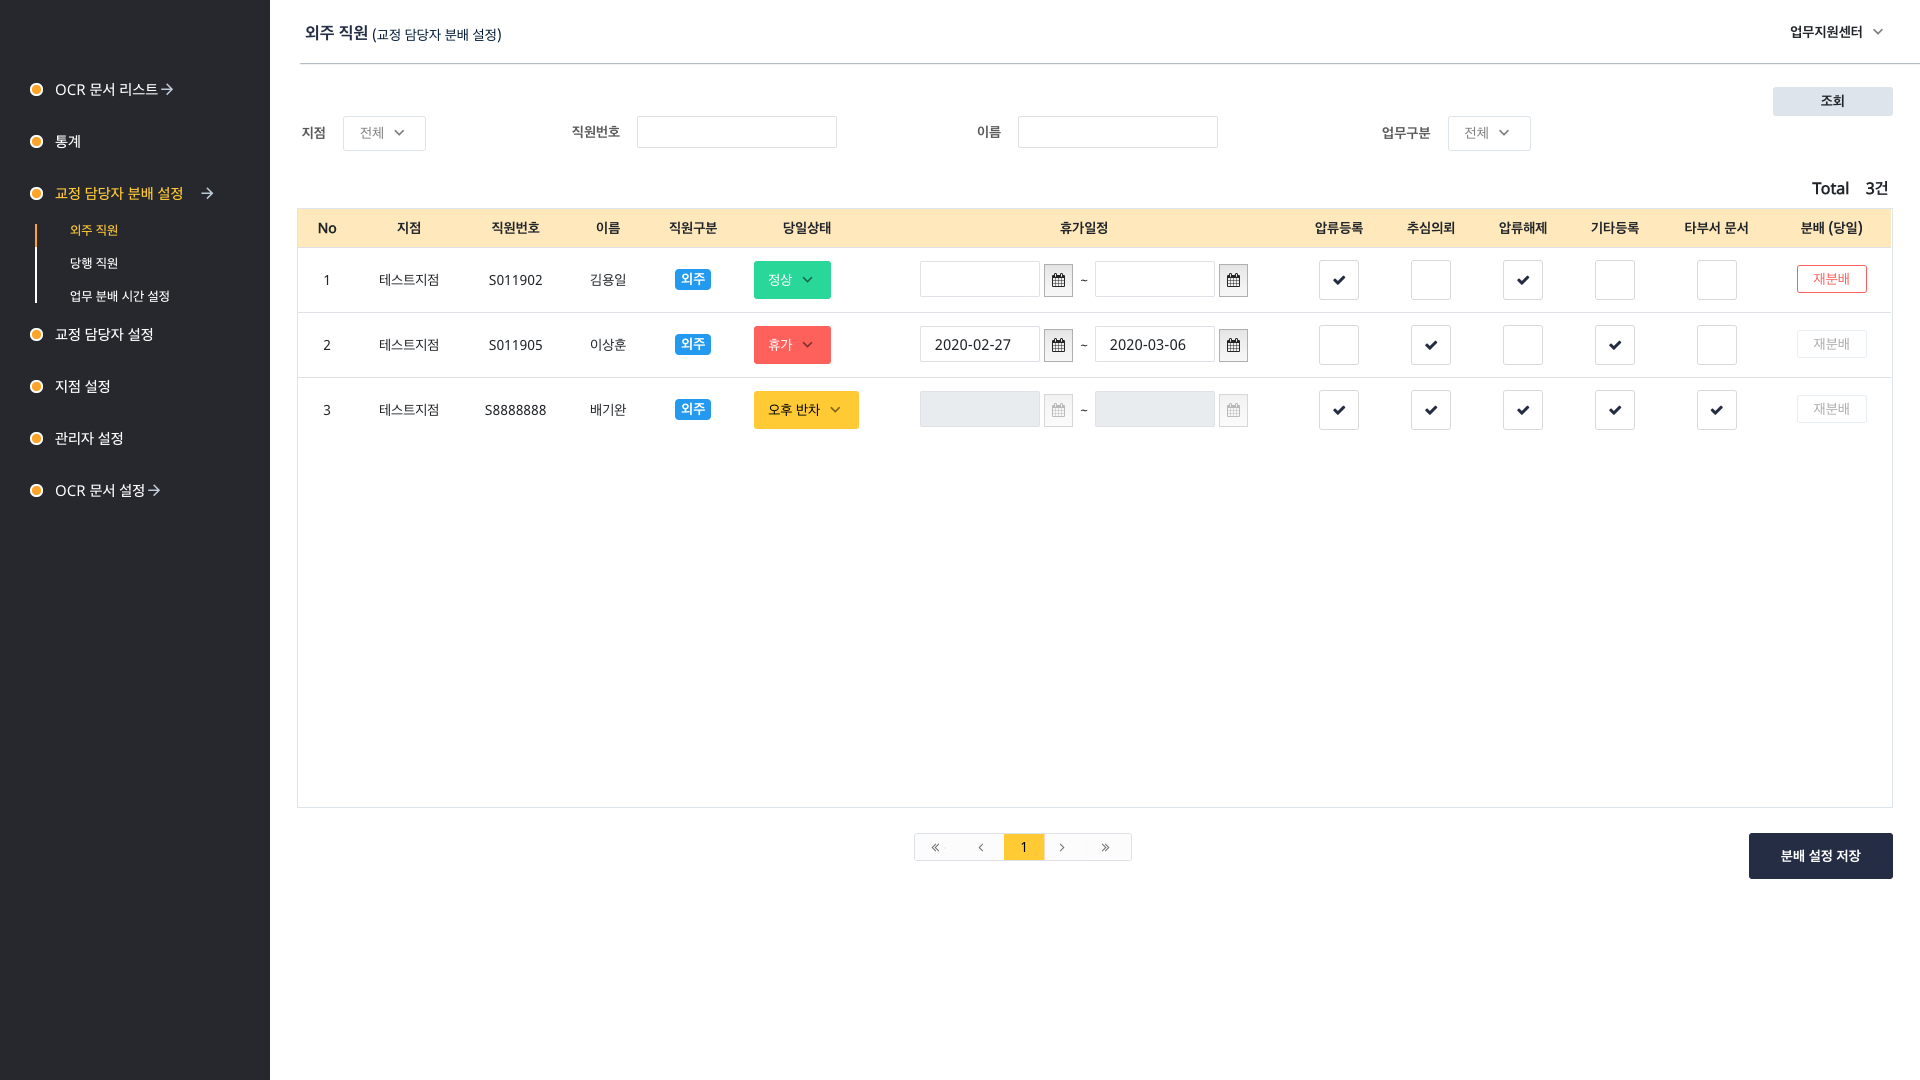 외주 직원 (교정 담당자 분배 설정)
업무지원센터
OCR 문서 리스트
통계
교정 담당자 분배 설정
외주 직원
당행 직원
업무 분배 시간 설정
교정 담당자 설정
지점 설정
관리자 설정
OCR 문서 설정
조회
지점 전체 직원번호 이름 업무구분 전체
Total 3건
No 지점 직원번호 이름 직원구분 당일상태 휴가일정 압류등록 추심의뢰 압류해제 기타등록 타부서 문서 분배 (당일)
1 테스트지점 S011902 김용일 외주 정상 ~ 재분배
2 테스트지점 S011905 이상훈 외주 휴가 2020-02-27 ~ 2020-03-06 재분배
3 테스트지점 S8888888 배기완 외주 오후 반차 ~ 재분배
« ‹ 1 › »
분배 설정 저장